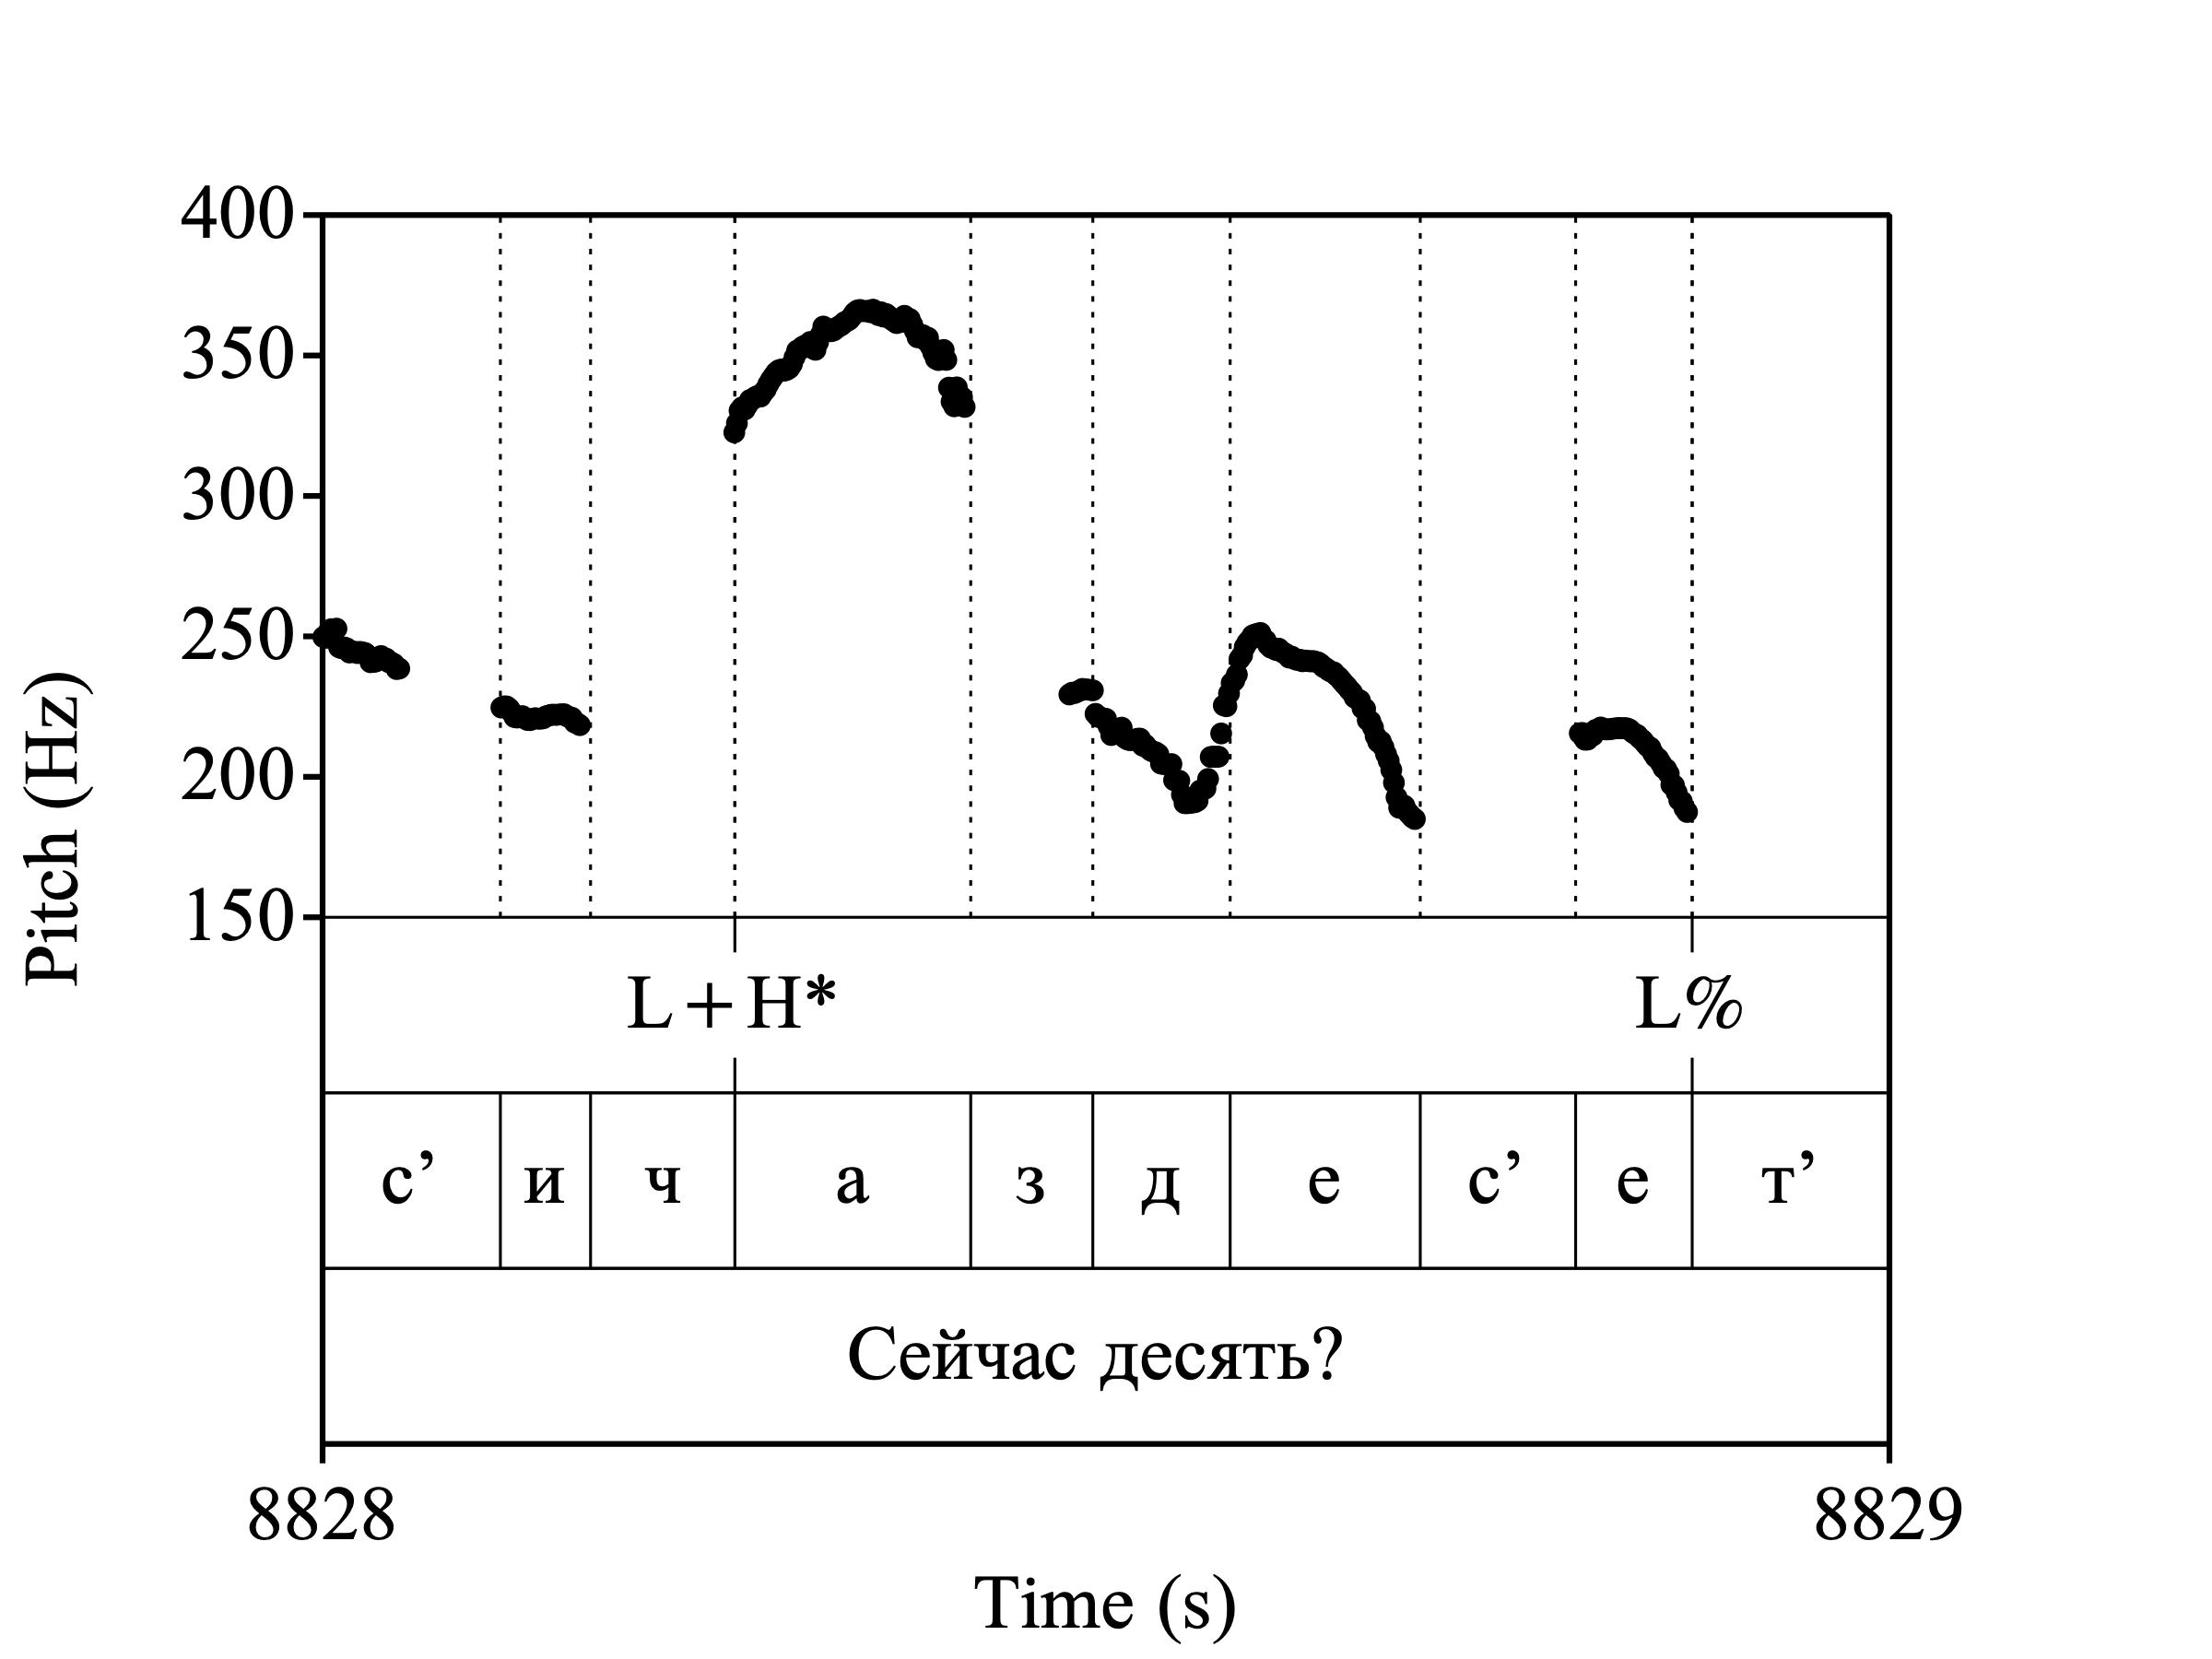 400
350
300
250
200
150
Pitch (Hz)
L + H* L%
с’ и ч а з д е с’ е т’
Сейчас десять?
8828 8829
Time (s)